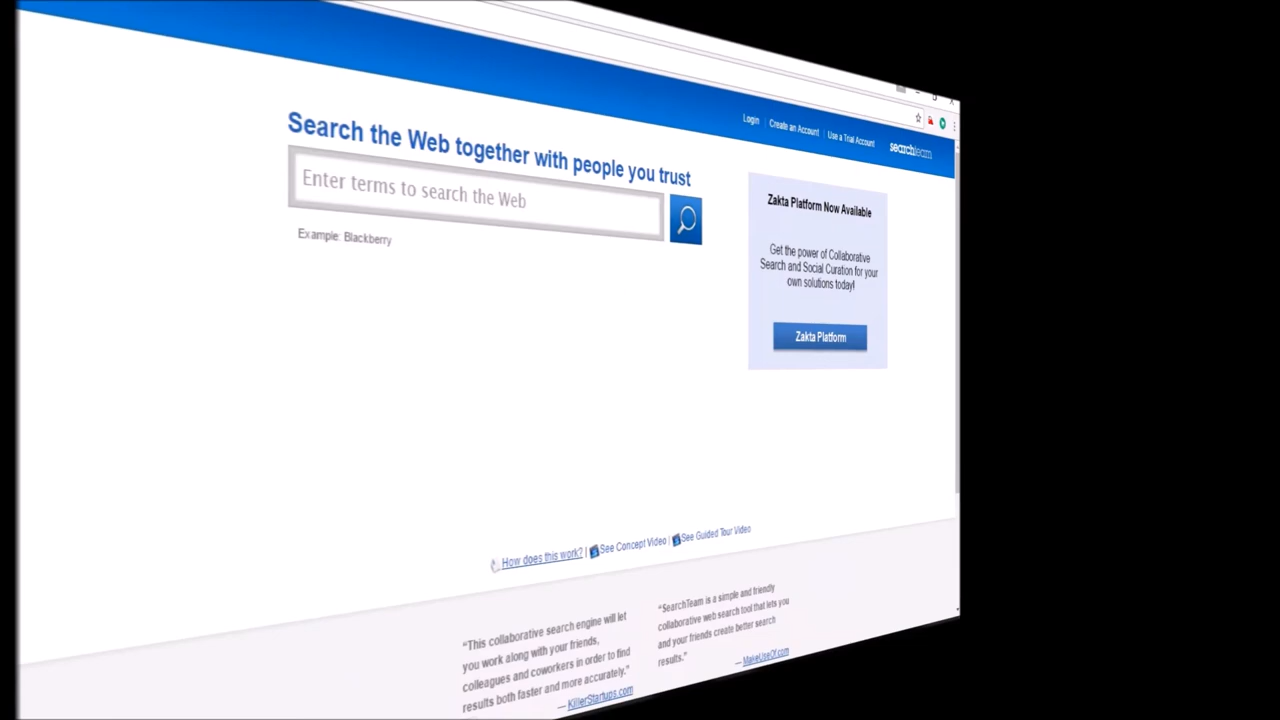 Login | Create an Account | Use a Trial Account
searchteam
Search the Web together with people you trust
Enter terms to search the Web
Example: Blackberry
Zakta Platform Now Available
Get the power of Collaborative
Search and Social Curation for your
own solutions today!
Zakta Platform
How does this work? | See Concept Video | See Guided Tour Video
“This collaborative search engine will let
you work along with your friends,
colleagues and coworkers in order to find
results both faster and more accurately.”
— KillerStartups.com
“SearchTeam is a simple and friendly
collaborative web search tool that lets you
and your friends create better search
results.”
— MakeUseOf.com